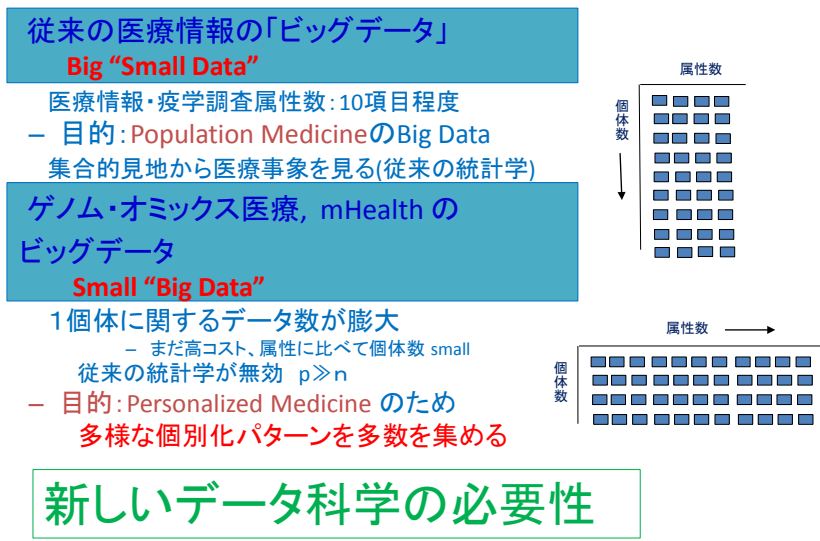 従来の医療情報の「ビッグデータ」
Big “Small Data”
医療情報・疫学調査属性数:10項目程度
– 目的:Population MedicineのBig Data
集合的見地から医療事象を見る(従来の統計学)
ゲノム・オミックス医療, mHealth の
ビッグデータ
Small “Big Data”
1個体に関するデータ数が膨大
– まだ高コスト、属性に比べて個体数 small
従来の統計学が無効 p≫n
– 目的:Personalized Medicine のため
多様な個別化パターンを多数を集める
新しいデータ科学の必要性
属性数
個体数
属性数
個体数